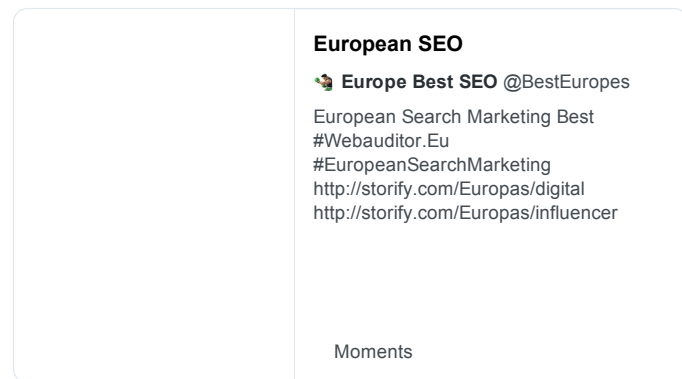 European SEO
Europe Best SEO @BestEuropes
European Search Marketing Best
#Webauditor.Eu
#EuropeanSearchMarketing
http://storify.com/Europas/digital
http://storify.com/Europas/influencer
Moments